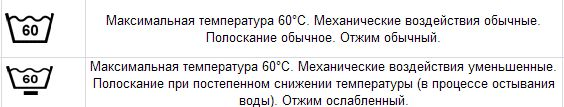 60
Максимальная температура 60°С. Механические воздействия обычные.
Полоскание обычное. Отжим обычный.
60
Максимальная температура 60°С. Механические воздействия уменьшенные.
Полоскание при постепенном снижении температуры (в процессе остывания
воды). Отжим ослабленный.